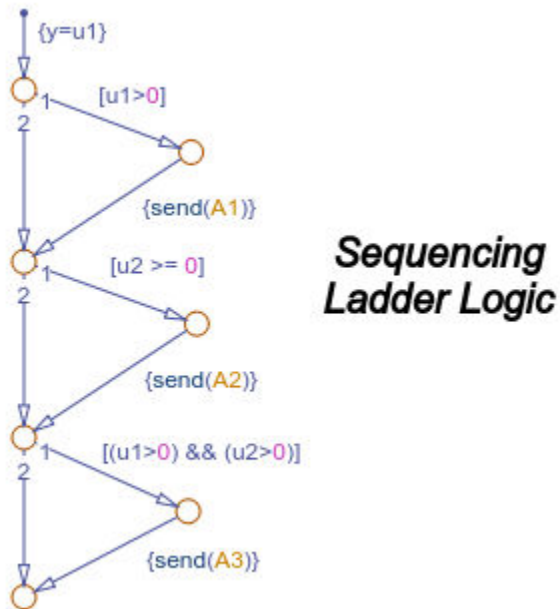 {y=u1}
1
[u1>0]
2
{send(A1)}
1
[u2 >= 0]
2
{send(A2)}
1
[(u1>0) && (u2>0)]
2
{send(A3)}
Sequencing
Ladder Logic